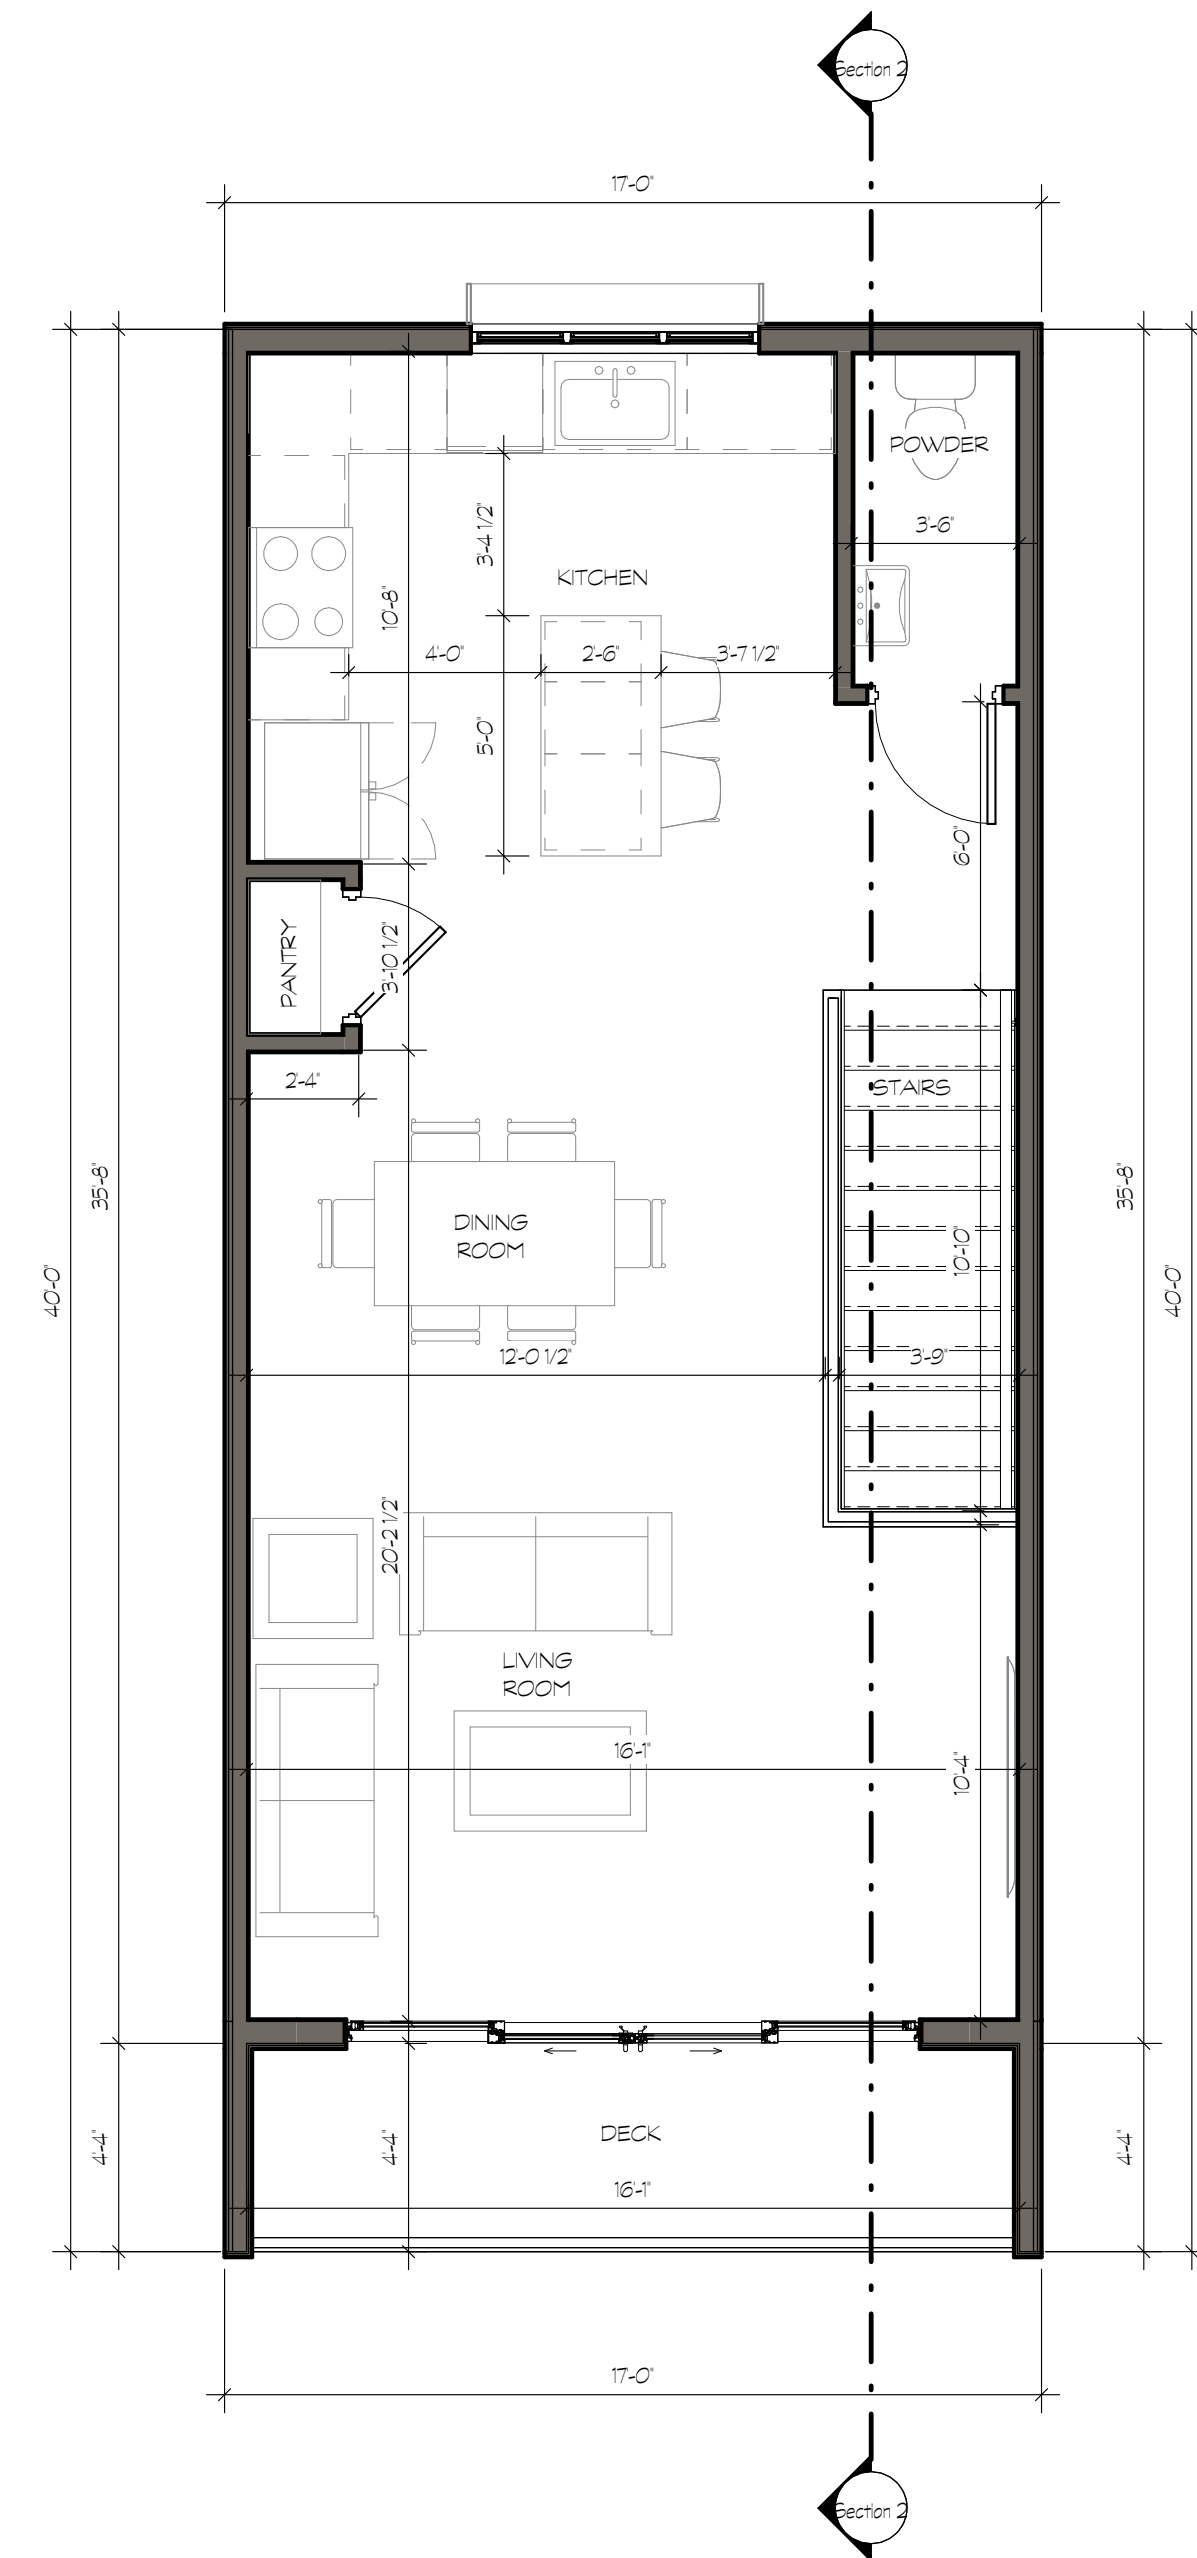 Section 2
17'-0"
POWDER
3'-6"
3'-4 1/2"
KITCHEN
10'-8"
4'-0"
2'-6"
3'-7 1/2"
5'-0"
6'-0"
PANTRY
3'-10 1/2"
2'-4"
STAIRS
35'-8"
35'-8"
DINING
ROOM
10'-10"
40'-0"
40'-0"
12'-0 1/2"
3'-9"
20'-2 1/2"
LIVING
ROOM
16'-1"
10'-4"
DECK
4'-4"
4'-4"
4'-4"
16'-1"
17'-0"
Section 2